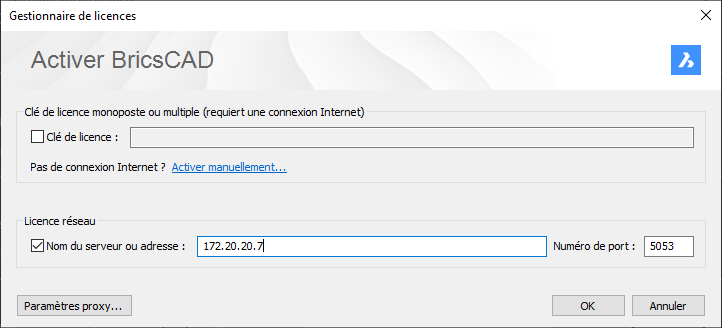 Gestionnaire de licences
Activer BricsCAD
Clé de licence monoposte ou multiple (requiert une connexion Internet)
Clé de licence :
Pas de connexion Internet ? Activer manuellement...
Licence réseau
Nom du serveur ou adresse : 172.20.20.7 Numéro de port : 5053
Paramètres proxy... OK Annuler